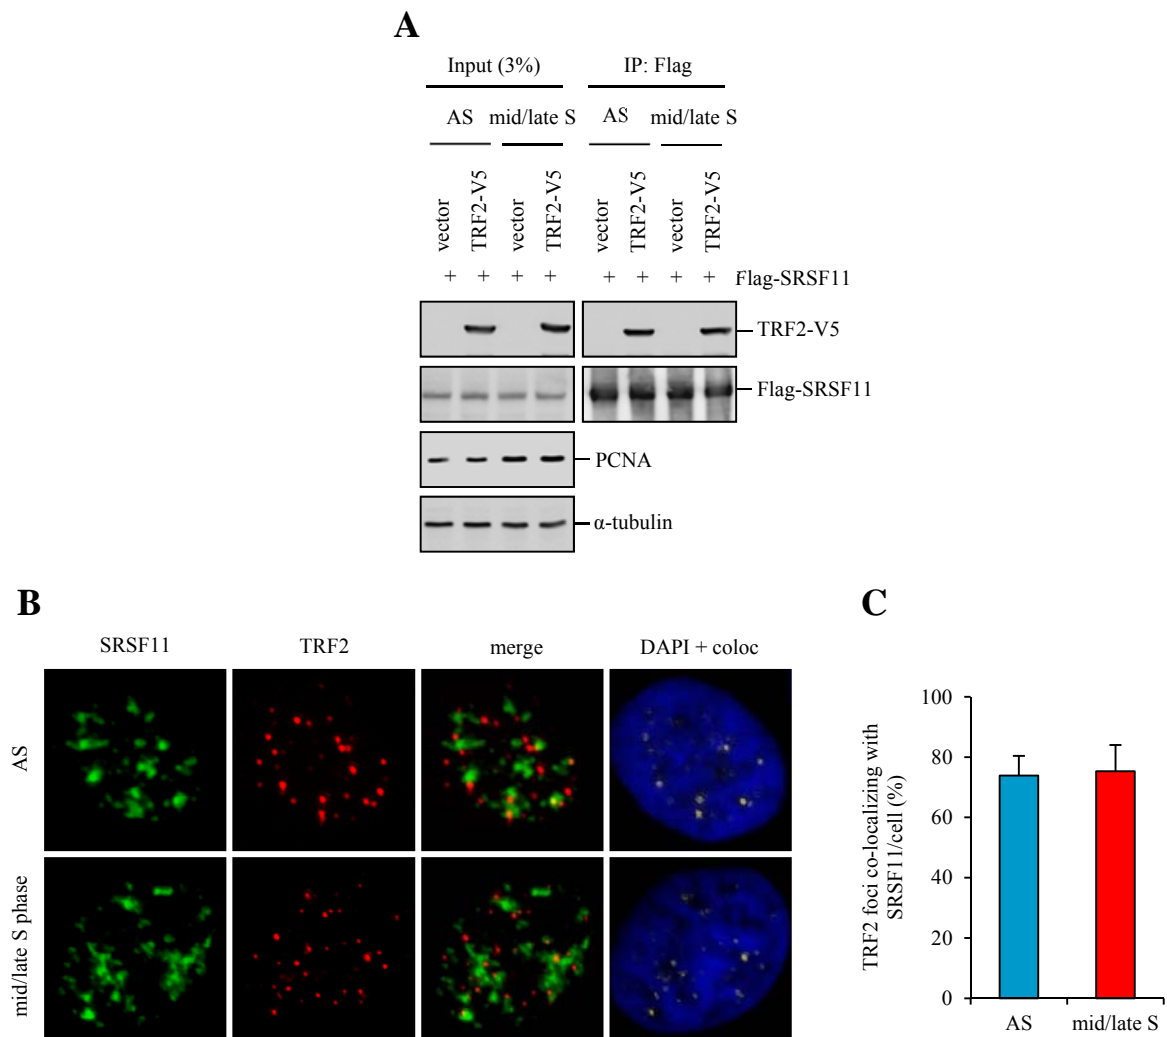 A
Input (3%) IP: Flag
AS mid/late S AS mid/late S
vector TRF2-V5 vector TRF2-V5 vector TRF2-V5 vector TRF2-V5
+ + + + + + + + Flag-SRSF11
TRF2-V5
Flag-SRSF11
PCNA
α-tubulin
B
SRSF11 TRF2 merge DAPI + coloc
AS
mid/late S phase
C
TRF2 foci co-localizing with
SRSF11/cell (%)
100
80
60
40
20
0
AS mid/late S